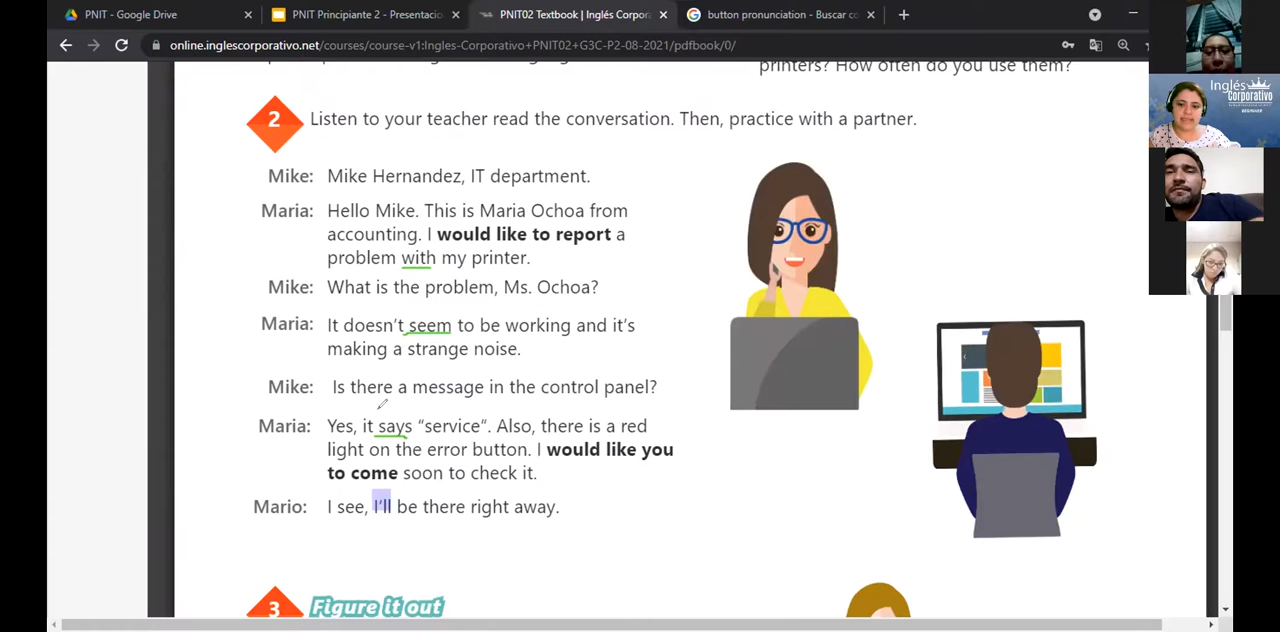 PNIT - Google Drive
PNIT Principiante 2 - Presentacio
PNIT02 Textbook | Inglés Corpora
button pronunciation - Buscar co
online.inglescorporativo.net/courses/course-v1:Ingles-Corporativo+PNIT02+G3C-P2-08-2021/pdfbook/0/
printers? How often do you use them?
2
Listen to your teacher read the conversation. Then, practice with a partner.
Mike: Mike Hernandez, IT department.
Maria: Hello Mike. This is Maria Ochoa from
accounting. I would like to report a
problem with my printer.
Mike: What is the problem, Ms. Ochoa?
Maria: It doesn't seem to be working and it's
making a strange noise.
Mike: Is there a message in the control panel?
Maria: Yes, it says “service”. Also, there is a red
light on the error button. I would like you
to come soon to check it.
Mario: I see, I'll be there right away.
3
Figure it out
Inglés
Corporativo
BEGINNER